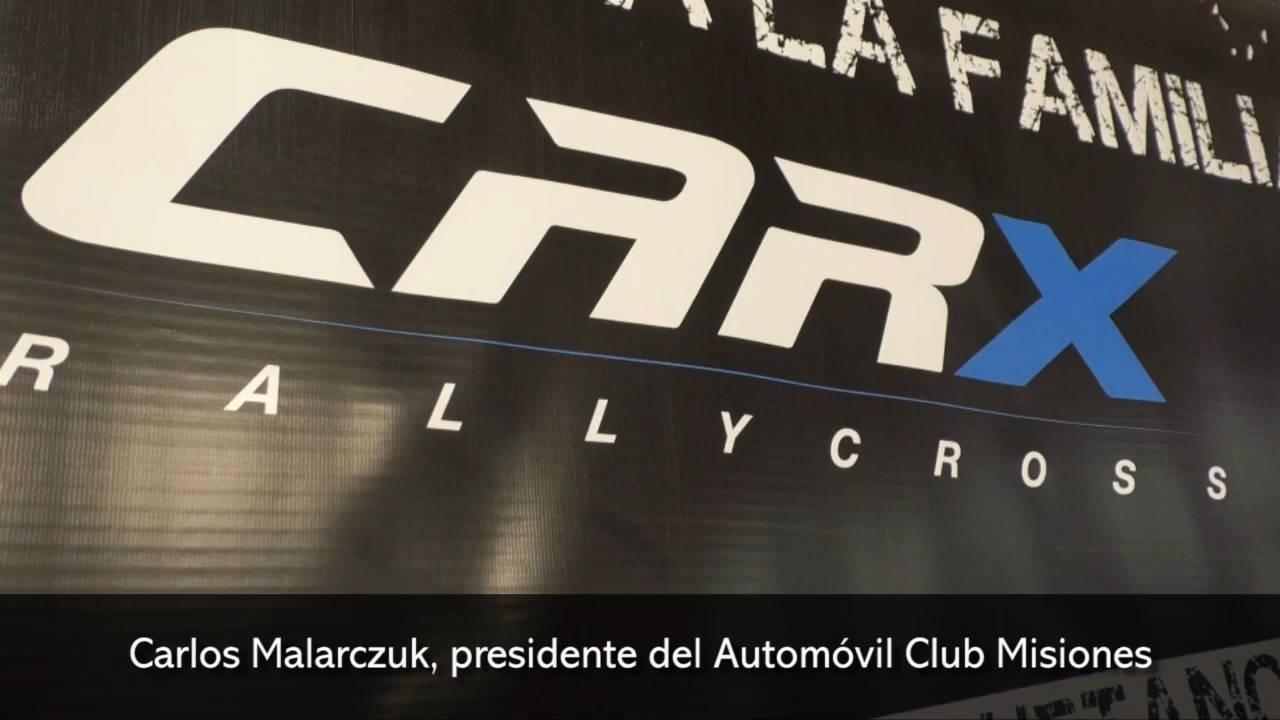 A LA FAMILI
CARX
RALLYCROSS
Carlos Malarczuk, presidente del Automóvil Club Misiones